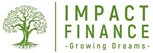 IMPACT
FINANCE
-Growing Dreams-